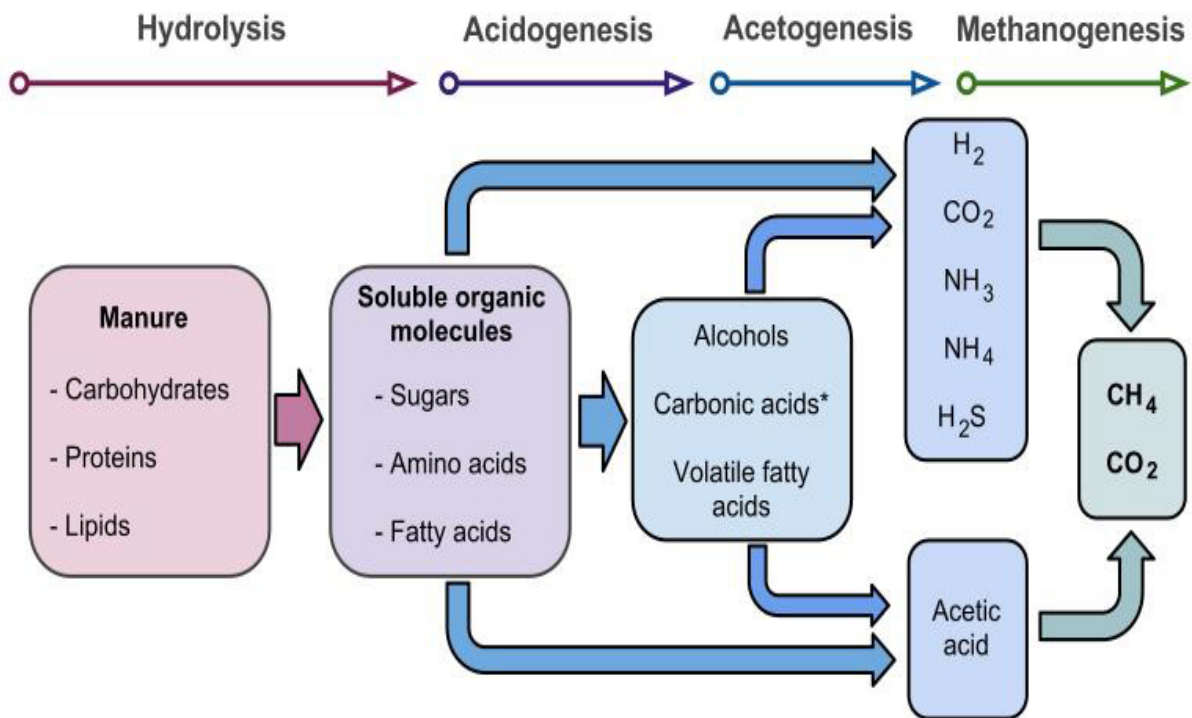 Hydrolysis
Acidogenesis
Acetogenesis
Methanogenesis
Manure
- Carbohydrates
- Proteins
- Lipids
Soluble organic
molecules
- Sugars
- Amino acids
- Fatty acids
Alcohols
Carbonic acids*
Volatile fatty
acids
H₂
CO₂
NH₃
NH₄
H₂S
Acetic
acid
CH₄
CO₂